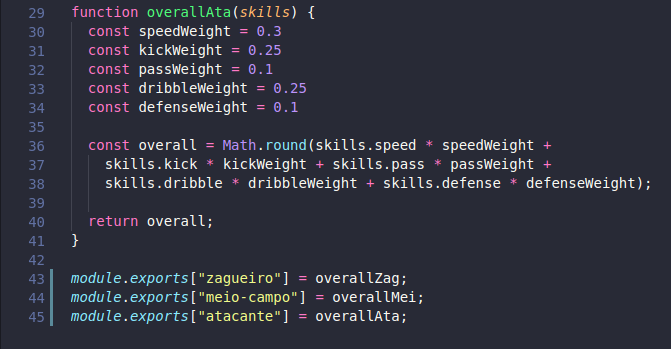 29 function overallAta(skills) {
30 const speedWeight = 0.3
31 const kickWeight = 0.25
32 const passWeight = 0.1
33 const dribbleWeight = 0.25
34 const defenseWeight = 0.1
35
36 const overall = Math.round(skills.speed * speedWeight +
37 skills.kick * kickWeight + skills.pass * passWeight +
38 skills.dribble * dribbleWeight + skills.defense * defenseWeight);
39
40 return overall;
41 }
42
43 module.exports["zagueiro"] = overallZag;
44 module.exports["meio-campo"] = overallMei;
45 module.exports["atacante"] = overallAta;